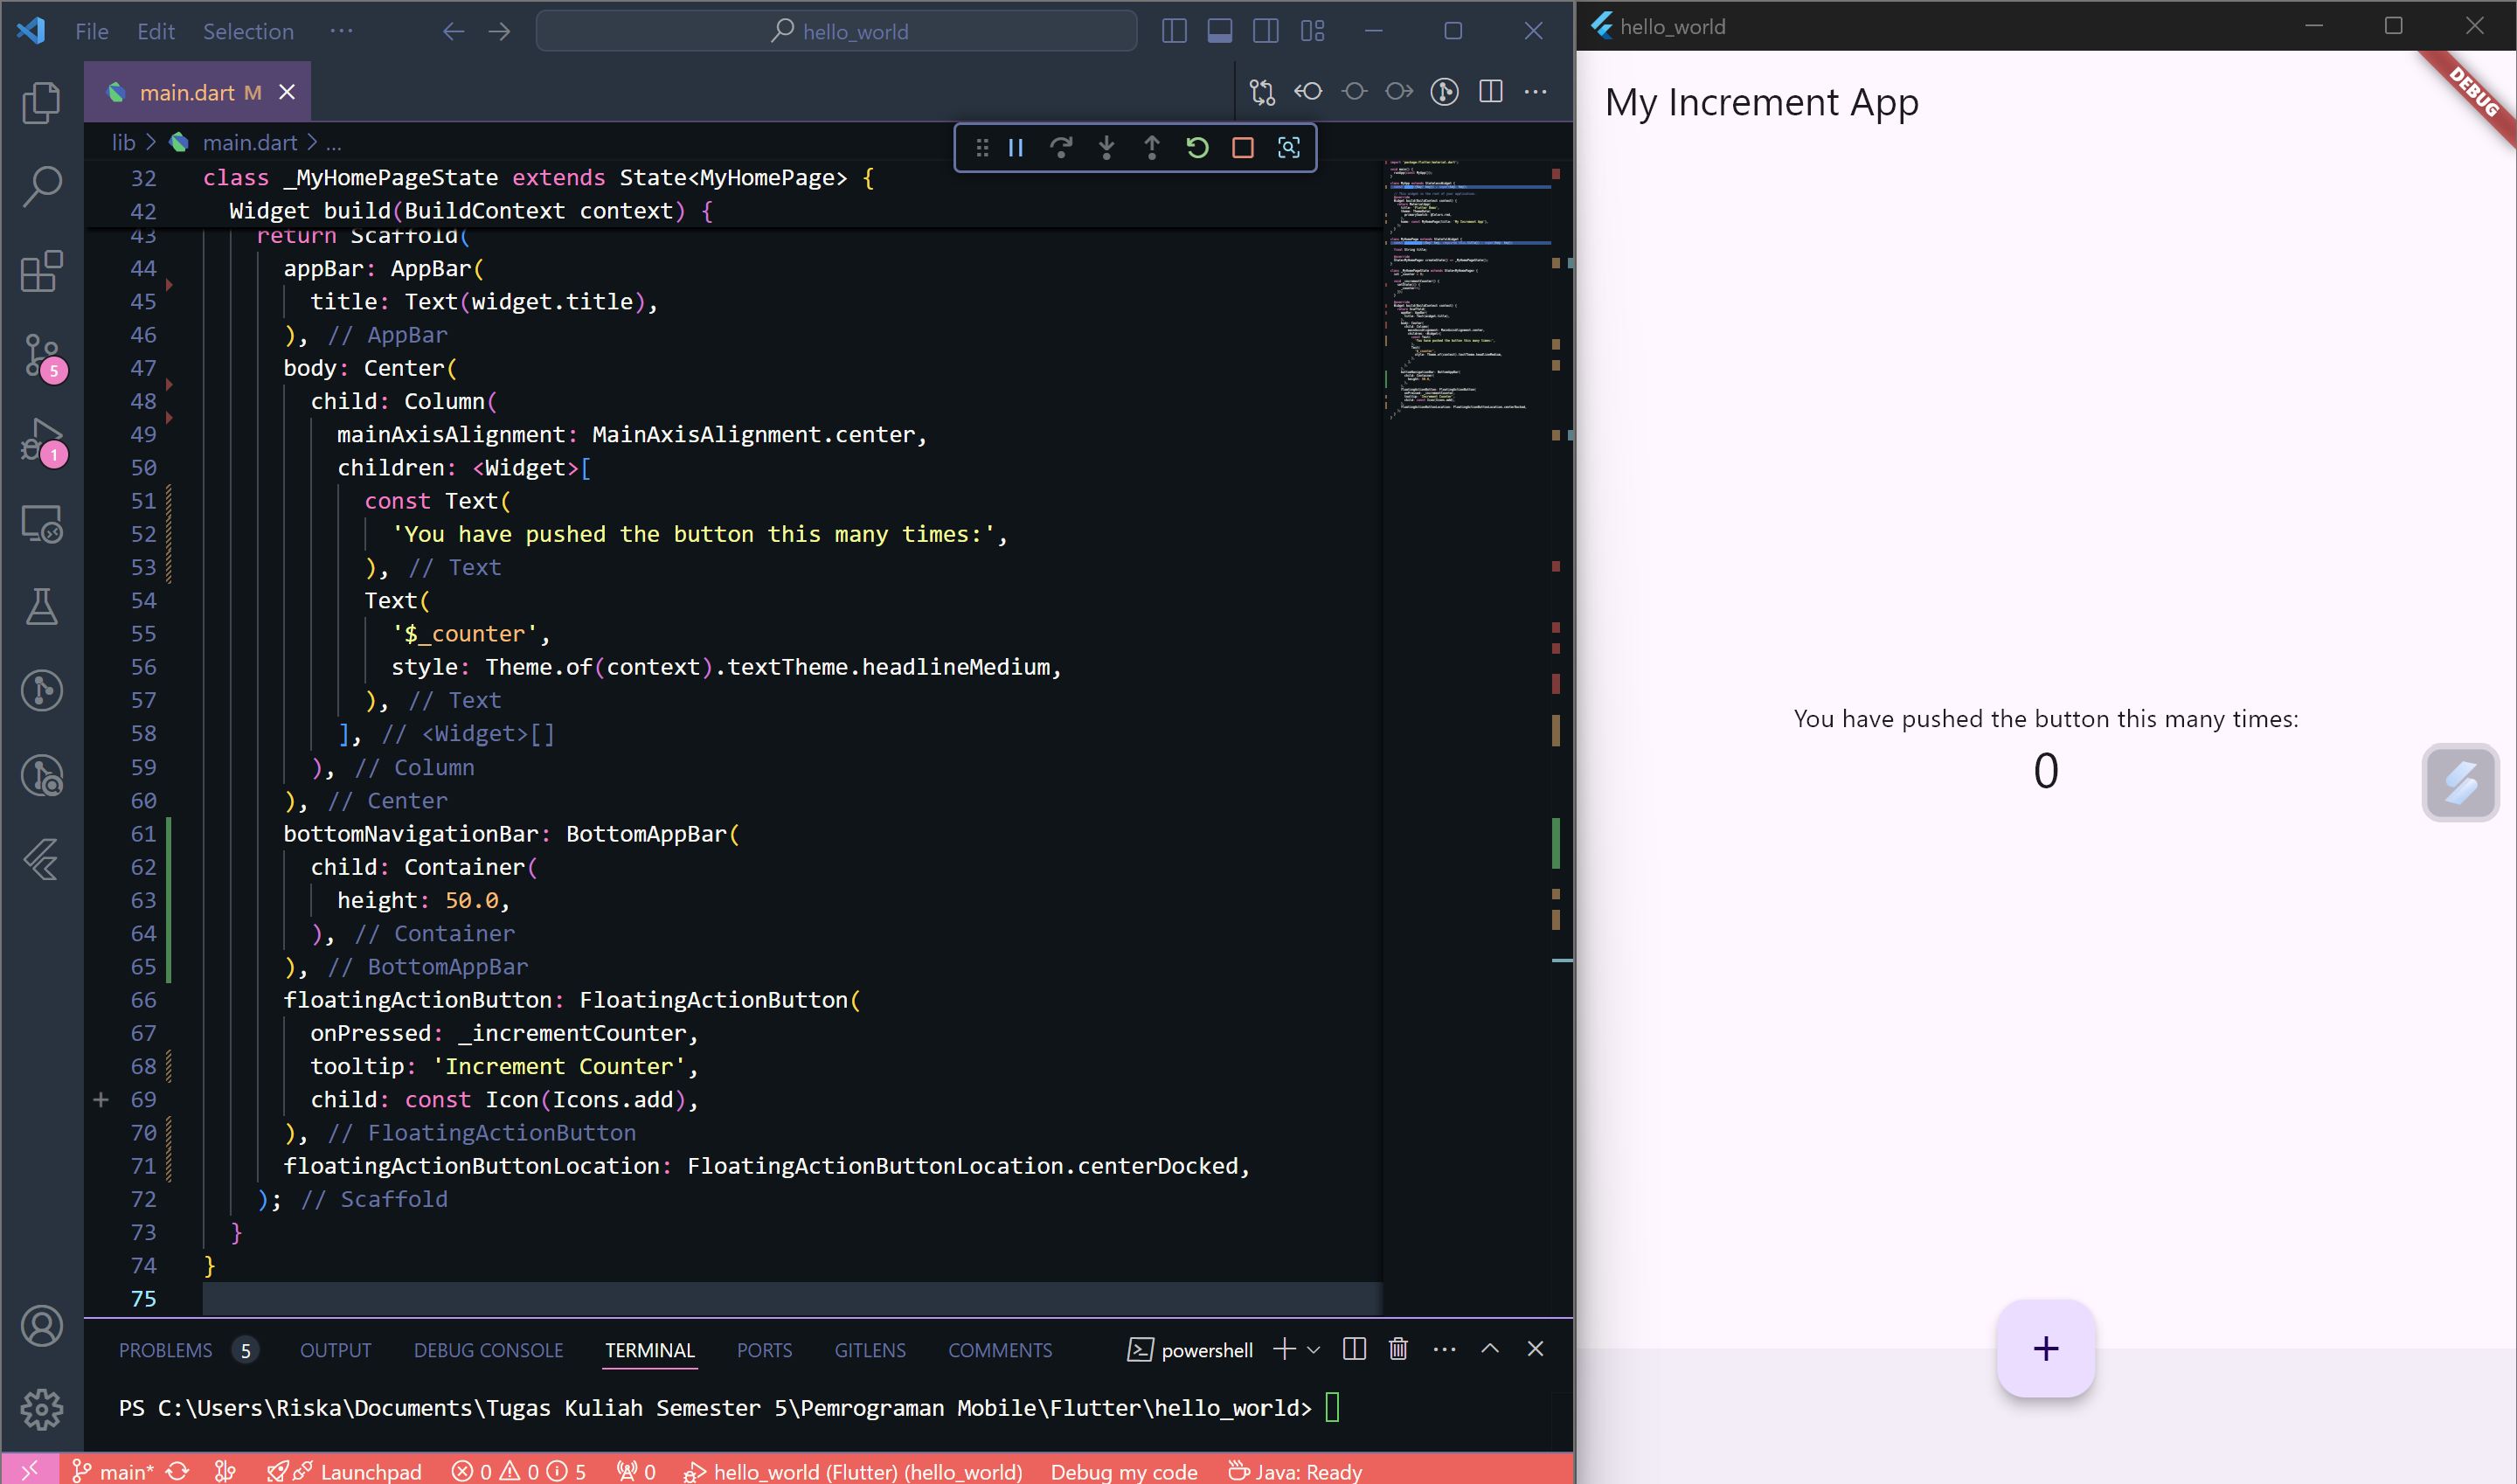 File Edit Selection ··· hello_world
hello_world
main.dart M
lib > main.dart > ...
32 class _MyHomePageState extends State<MyHomePage> {
42 Widget build(BuildContext context) {
43 return Scaffold(
44 appBar: AppBar(
45 title: Text(widget.title),
46 ), // AppBar
47 body: Center(
48 child: Column(
49 mainAxisAlignment: MainAxisAlignment.center,
50 children: <Widget>[
51 const Text(
52 'You have pushed the button this many times:',
53 ), // Text
54 Text(
55 '$_counter',
56 style: Theme.of(context).textTheme.headlineMedium,
57 ), // Text
58 ], // <Widget>[]
59 ), // Column
60 ), // Center
61 bottomNavigationBar: BottomAppBar(
62 child: Container(
63 height: 50.0,
64 ), // Container
65 ), // BottomAppBar
66 floatingActionButton: FloatingActionButton(
67 onPressed: _incrementCounter,
68 tooltip: 'Increment Counter',
69 child: const Icon(Icons.add),
70 ), // FloatingActionButton
71 floatingActionButtonLocation: FloatingActionButtonLocation.centerDocked,
72 ); // Scaffold
73 }
74 }
75
5
1
PROBLEMS 5 OUTPUT DEBUG CONSOLE TERMINAL PORTS GITLENS COMMENTS powershell
PS C:\Users\Riska\Documents\Tugas Kuliah Semester 5\Pemrograman Mobile\Flutter\hello_world>
main* Launchpad 0 0 5 0 hello_world (Flutter) (hello_world) Debug my code Java: Ready
My Increment App
DEBUG
You have pushed the button this many times:
0
+